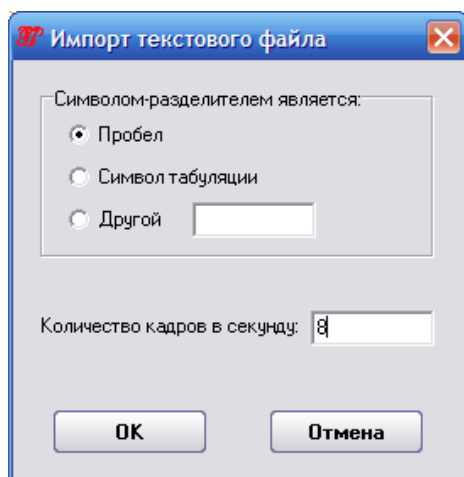 Импорт текстового файла
Символом-разделителем является:
Пробел
Символ табуляции
Другой
Количество кадров в секунду: 8
OK Отмена